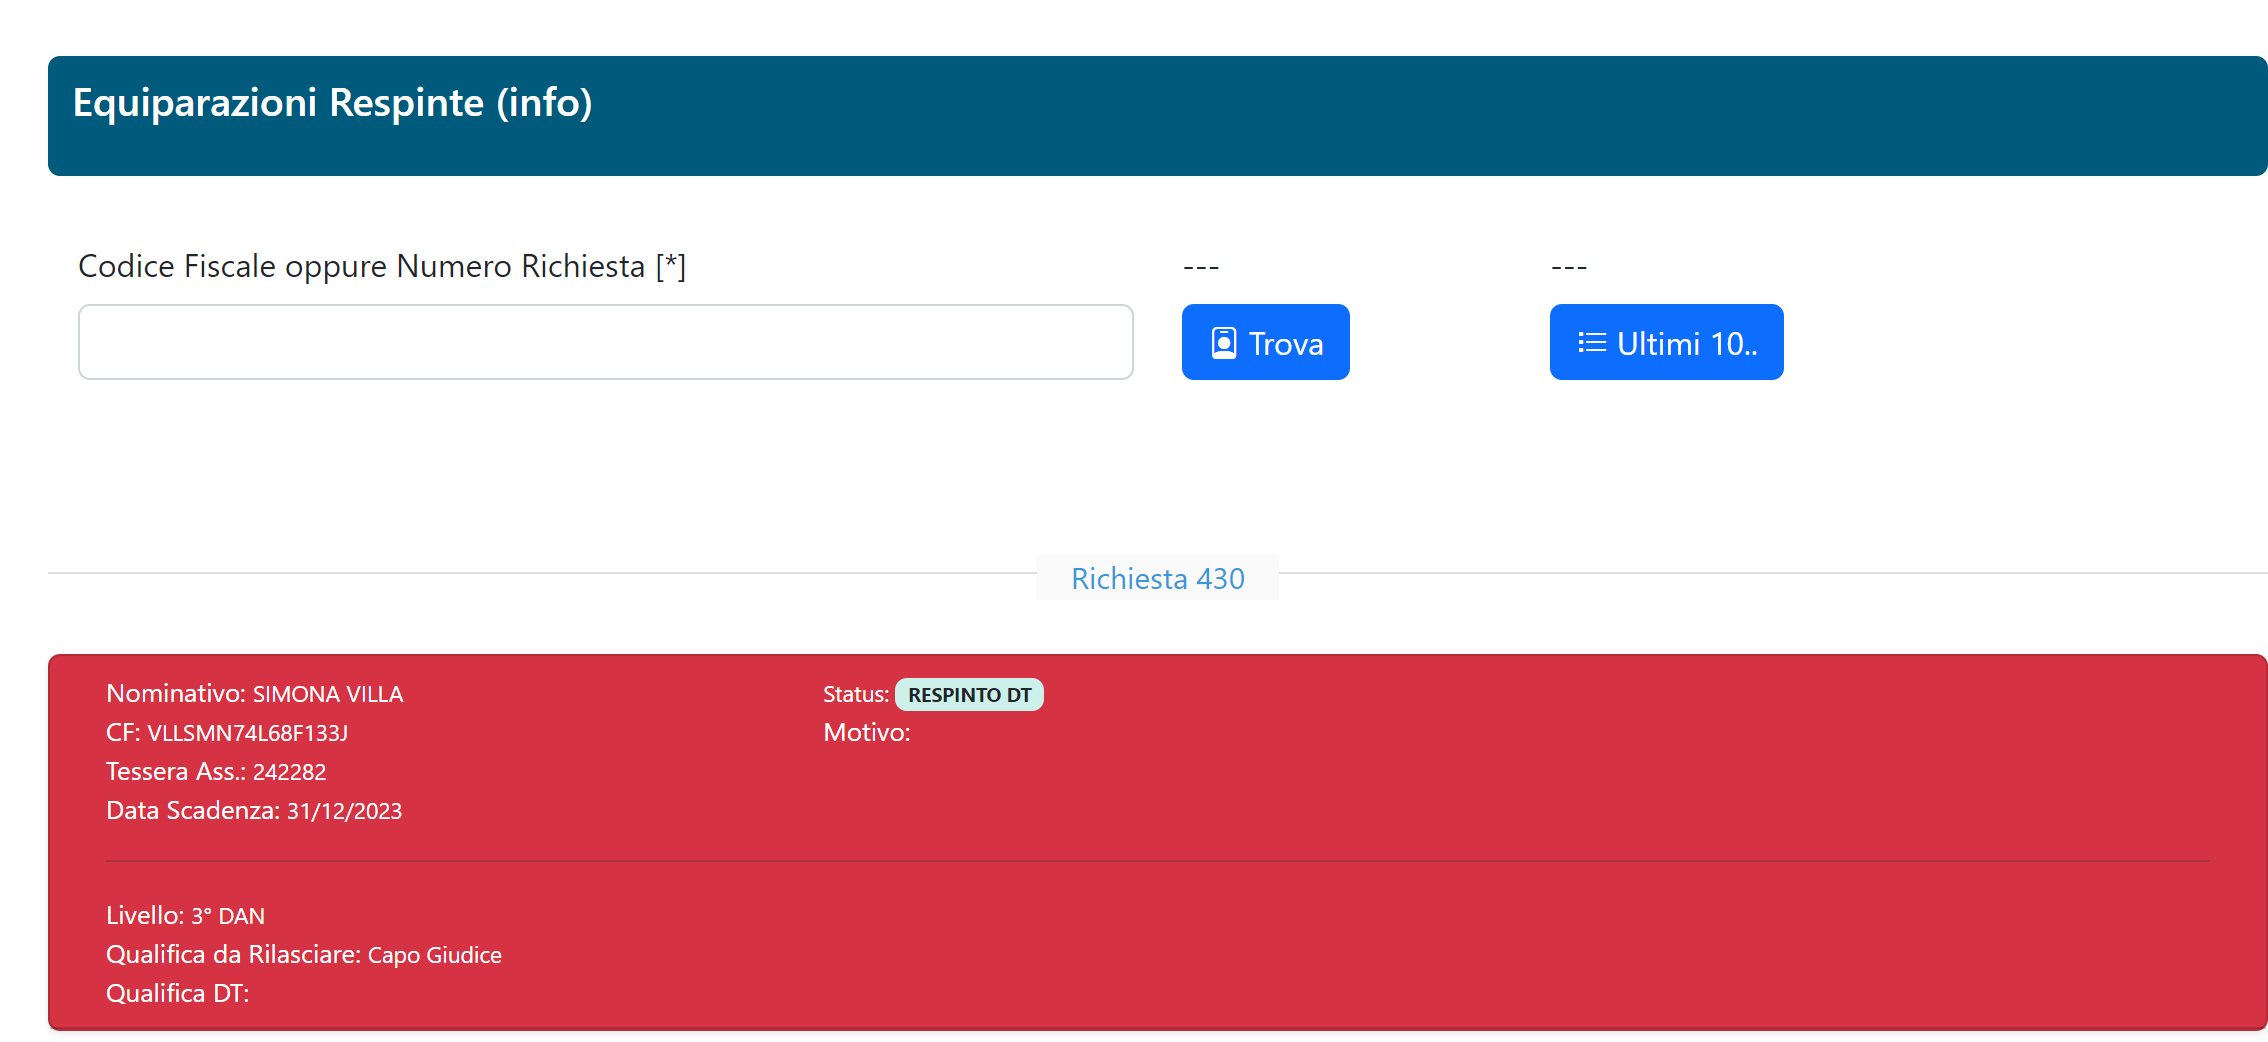 Equiparazioni Respinte (info)
Codice Fiscale oppure Numero Richiesta [*]
---
---
Trova
Ultimi 10..
Richiesta 430
Nominativo: SIMONA VILLA
CF: VLLSMN74L68F133J
Tessera Ass.: 242282
Data Scadenza: 31/12/2023
Status: RESPINTO DT
Motivo:
Livello: 3° DAN
Qualifica da Rilasciare: Capo Giudice
Qualifica DT: